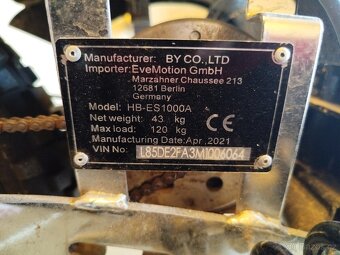 Manufacturer: BY CO.,LTD
Importer:EveMotion GmbH
Marzahner Chaussee 213
12681 Berlin
Germany
Model: HB-ES1000A
Net weight: 43 kg
Max load: 120 kg
CE
Manufacturing Date:Apr.,2021
VIN No: L85DE2FA3M1006064